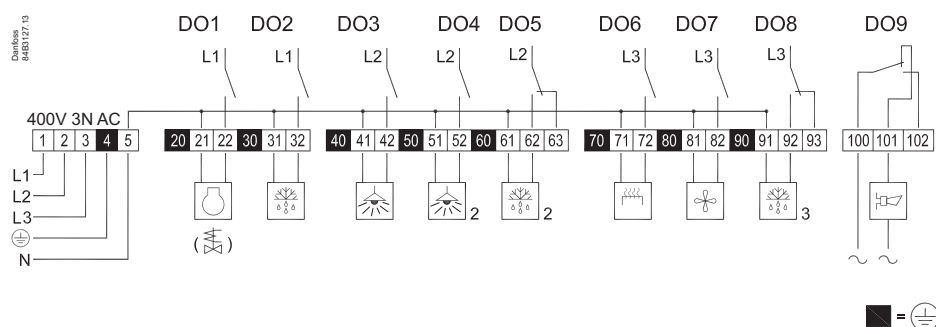 Danfoss
84B3127.13
DO1 DO2 DO3 DO4 DO5 DO6 DO7 DO8 DO9
L1 L1 L2 L2 L2 L3 L3 L3
400V 3N AC
1 2 3 4 5 20 21 22 30 31 32 40 41 42 50 51 52 60 61 62 63 70 71 72 80 81 82 90 91 92 93 100 101 102
L1
L2
L3
N
2 2 3
( )
=